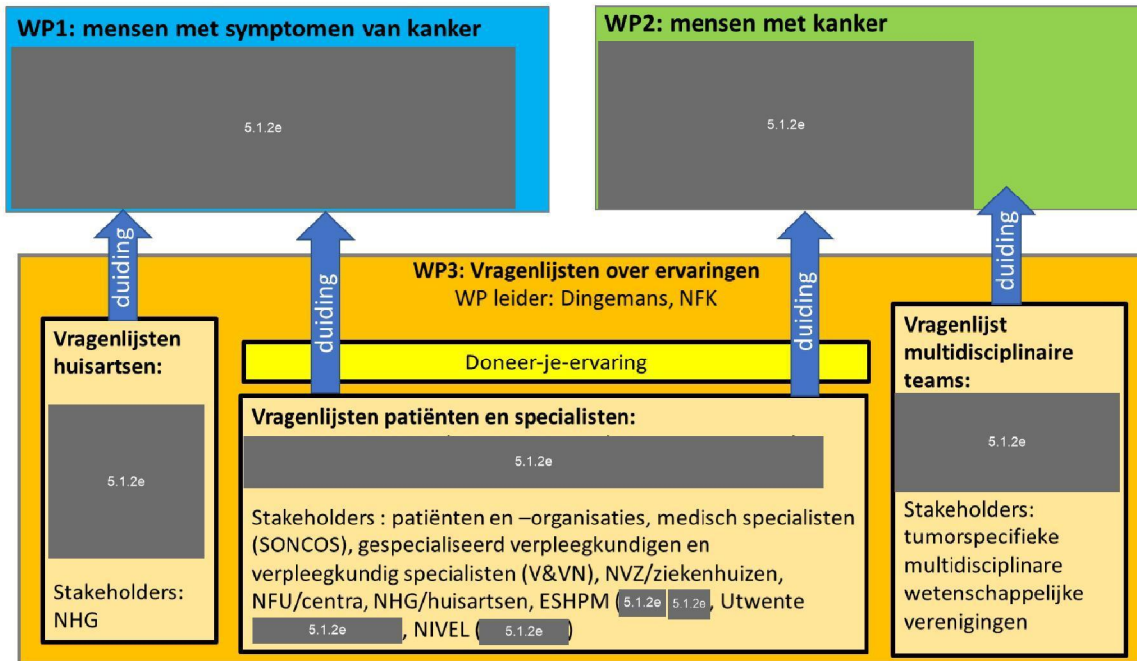 WP1: mensen met symptomen van kanker
5.1.2e
WP2: mensen met kanker
5.1.2e
duiding
duiding
duiding
duiding
WP3: Vragenlijsten over ervaringen
WP leider: Dingemans, NFK
Vragenlijsten
huisartsen:
5.1.2e
Stakeholders:
NHG
Doneer-je-ervaring
Vragenlijsten patiënten en specialisten:
5.1.2e
Stakeholders : patiënten en –organisaties, medisch specialisten
(SONCOS), gespecialiseerd verpleegkundigen en
verpleegkundig specialisten (V&VN), NVZ/ziekenhuizen,
NFU/centra, NHG/huisartsen, ESHPM (5.1.2e 5.1.2e, Utwente
5.1.2e, NIVEL (5.1.2e)
Vragenlijst
multidisciplinaire
teams:
5.1.2e
Stakeholders:
tumorspecifieke
multidisciplinare
wetenschappelijke
verenigingen